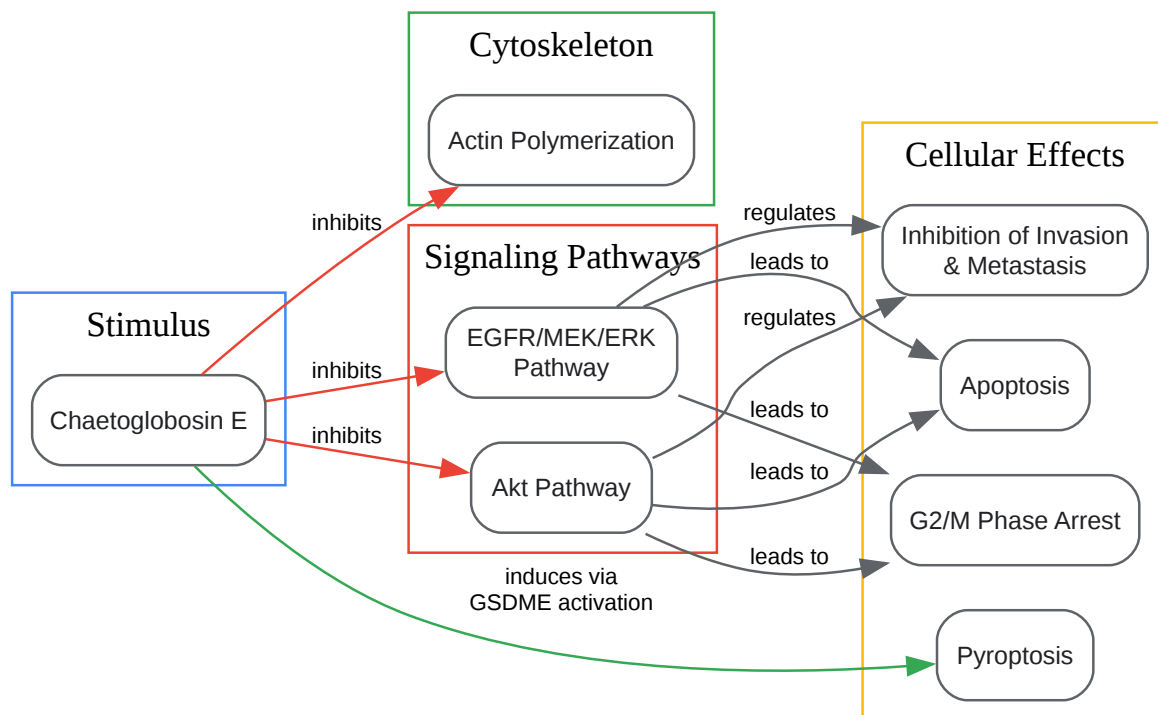 Cytoskeleton
Actin Polymerization
Cellular Effects
inhibits
regulates
Inhibition of Invasion
& Metastasis
Signaling Pathways
leads to
Stimulus
regulates
EGFR/MEK/ERK
Pathway
inhibits
Apoptosis
Chaetoglobosin E
leads to
inhibits
leads to
Akt Pathway
G2/M Phase Arrest
leads to
induces via
GSDME activation
Pyroptosis